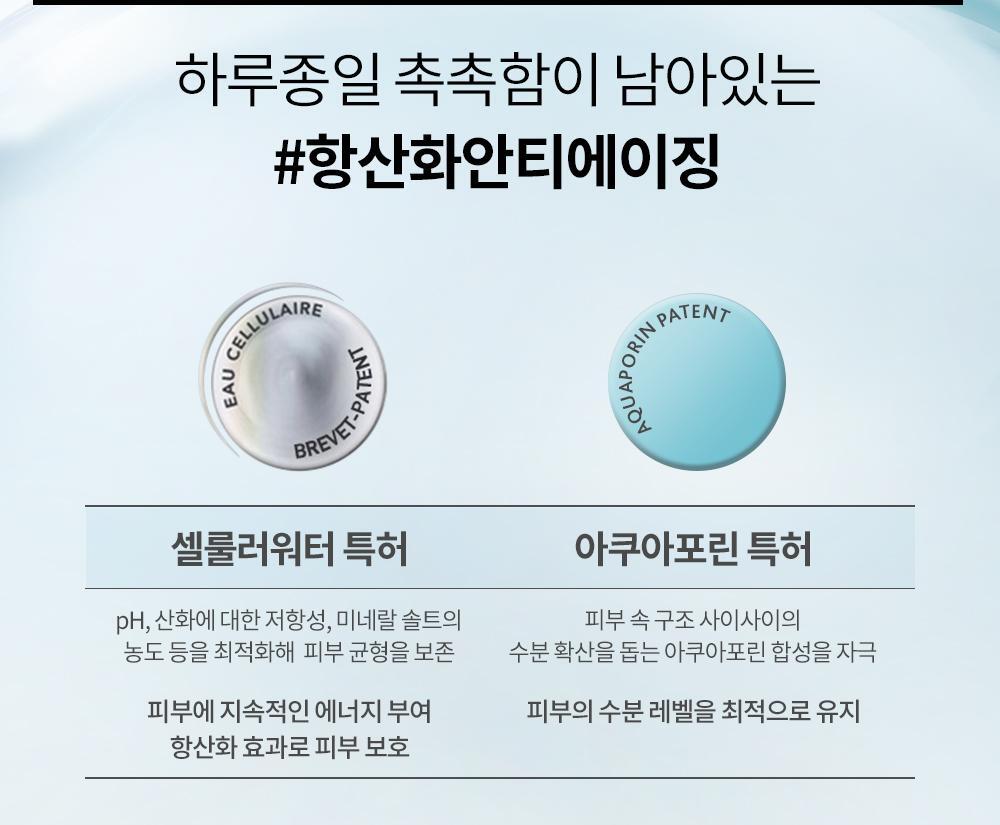 하루종일 촉촉함이 남아있는
#항산화안티에이징
EAU CELLULAIRE
BREVET-PATENT
AQUAPORIN PATENT
셀룰러워터 특허
아쿠아포린 특허
pH, 산화에 대한 저항성, 미네랄 솔트의
농도 등을 최적화해 피부 균형을 보존
피부에 지속적인 에너지 부여
항산화 효과로 피부 보호
피부 속 구조 사이사이의
수분 확산을 돕는 아쿠아포린 합성을 자극
피부의 수분 레벨을 최적으로 유지